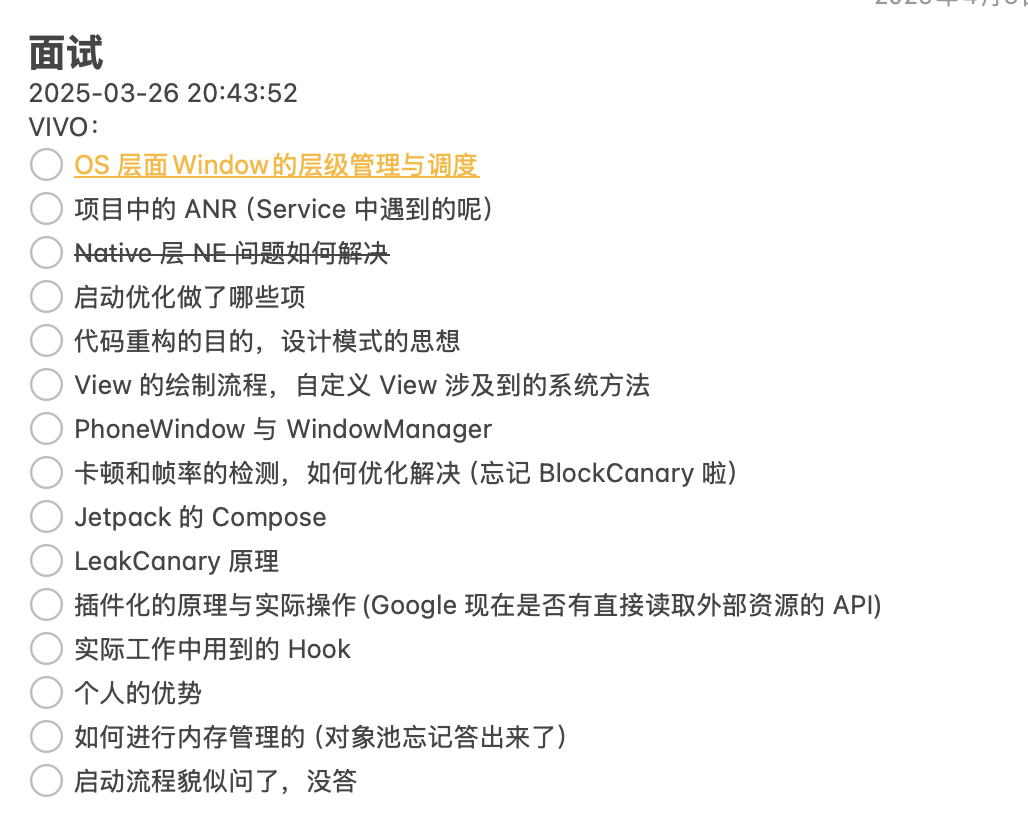 面试
2025-03-26 20:43:52
VIVO：
OS 层面Window的层级管理与调度
项目中的 ANR（Service 中遇到的呢）
Native 层 NE 问题如何解决
启动优化做了哪些项
代码重构的目的，设计模式的思想
View 的绘制流程，自定义 View 涉及到的系统方法
PhoneWindow 与 WindowManager
卡顿和帧率的检测，如何优化解决（忘记 BlockCanary 啦）
Jetpack 的 Compose
LeakCanary 原理
插件化的原理与实际操作 (Google 现在是否有直接读取外部资源的 API)
实际工作中用到的 Hook
个人的优势
如何进行内存管理的（对象池忘记答出来了）
启动流程貌似问了，没答